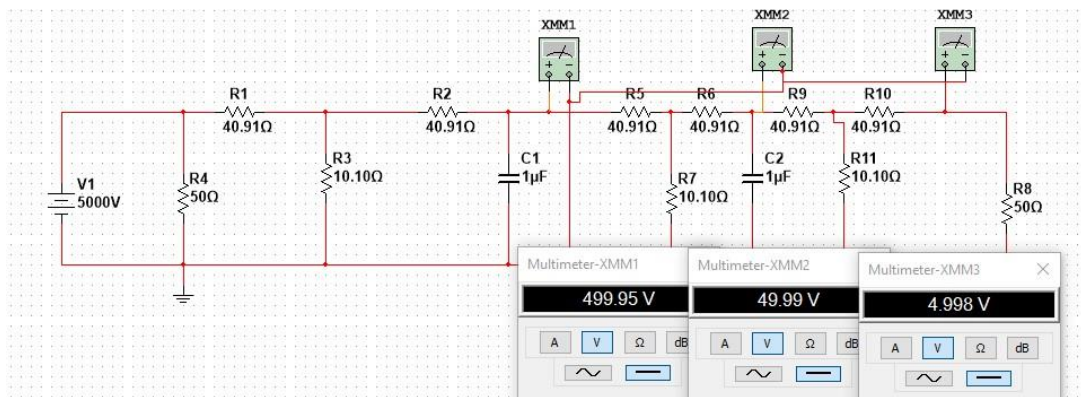 XMM1
XMM2
XMM3
R1
40.91Ω
R2
40.91Ω
R5
40.91Ω
R6
40.91Ω
R9
40.91Ω
R10
40.91Ω
V1
5000V
R4
50Ω
R3
10.10Ω
C1
1µF
R7
10.10Ω
C2
1µF
R11
10.10Ω
R8
50Ω
Multimeter-XMM1
499.95 V
A V Ω dB
Multimeter-XMM2
49.99 V
A V Ω dB
Multimeter-XMM3
4.998 V
A V Ω dB